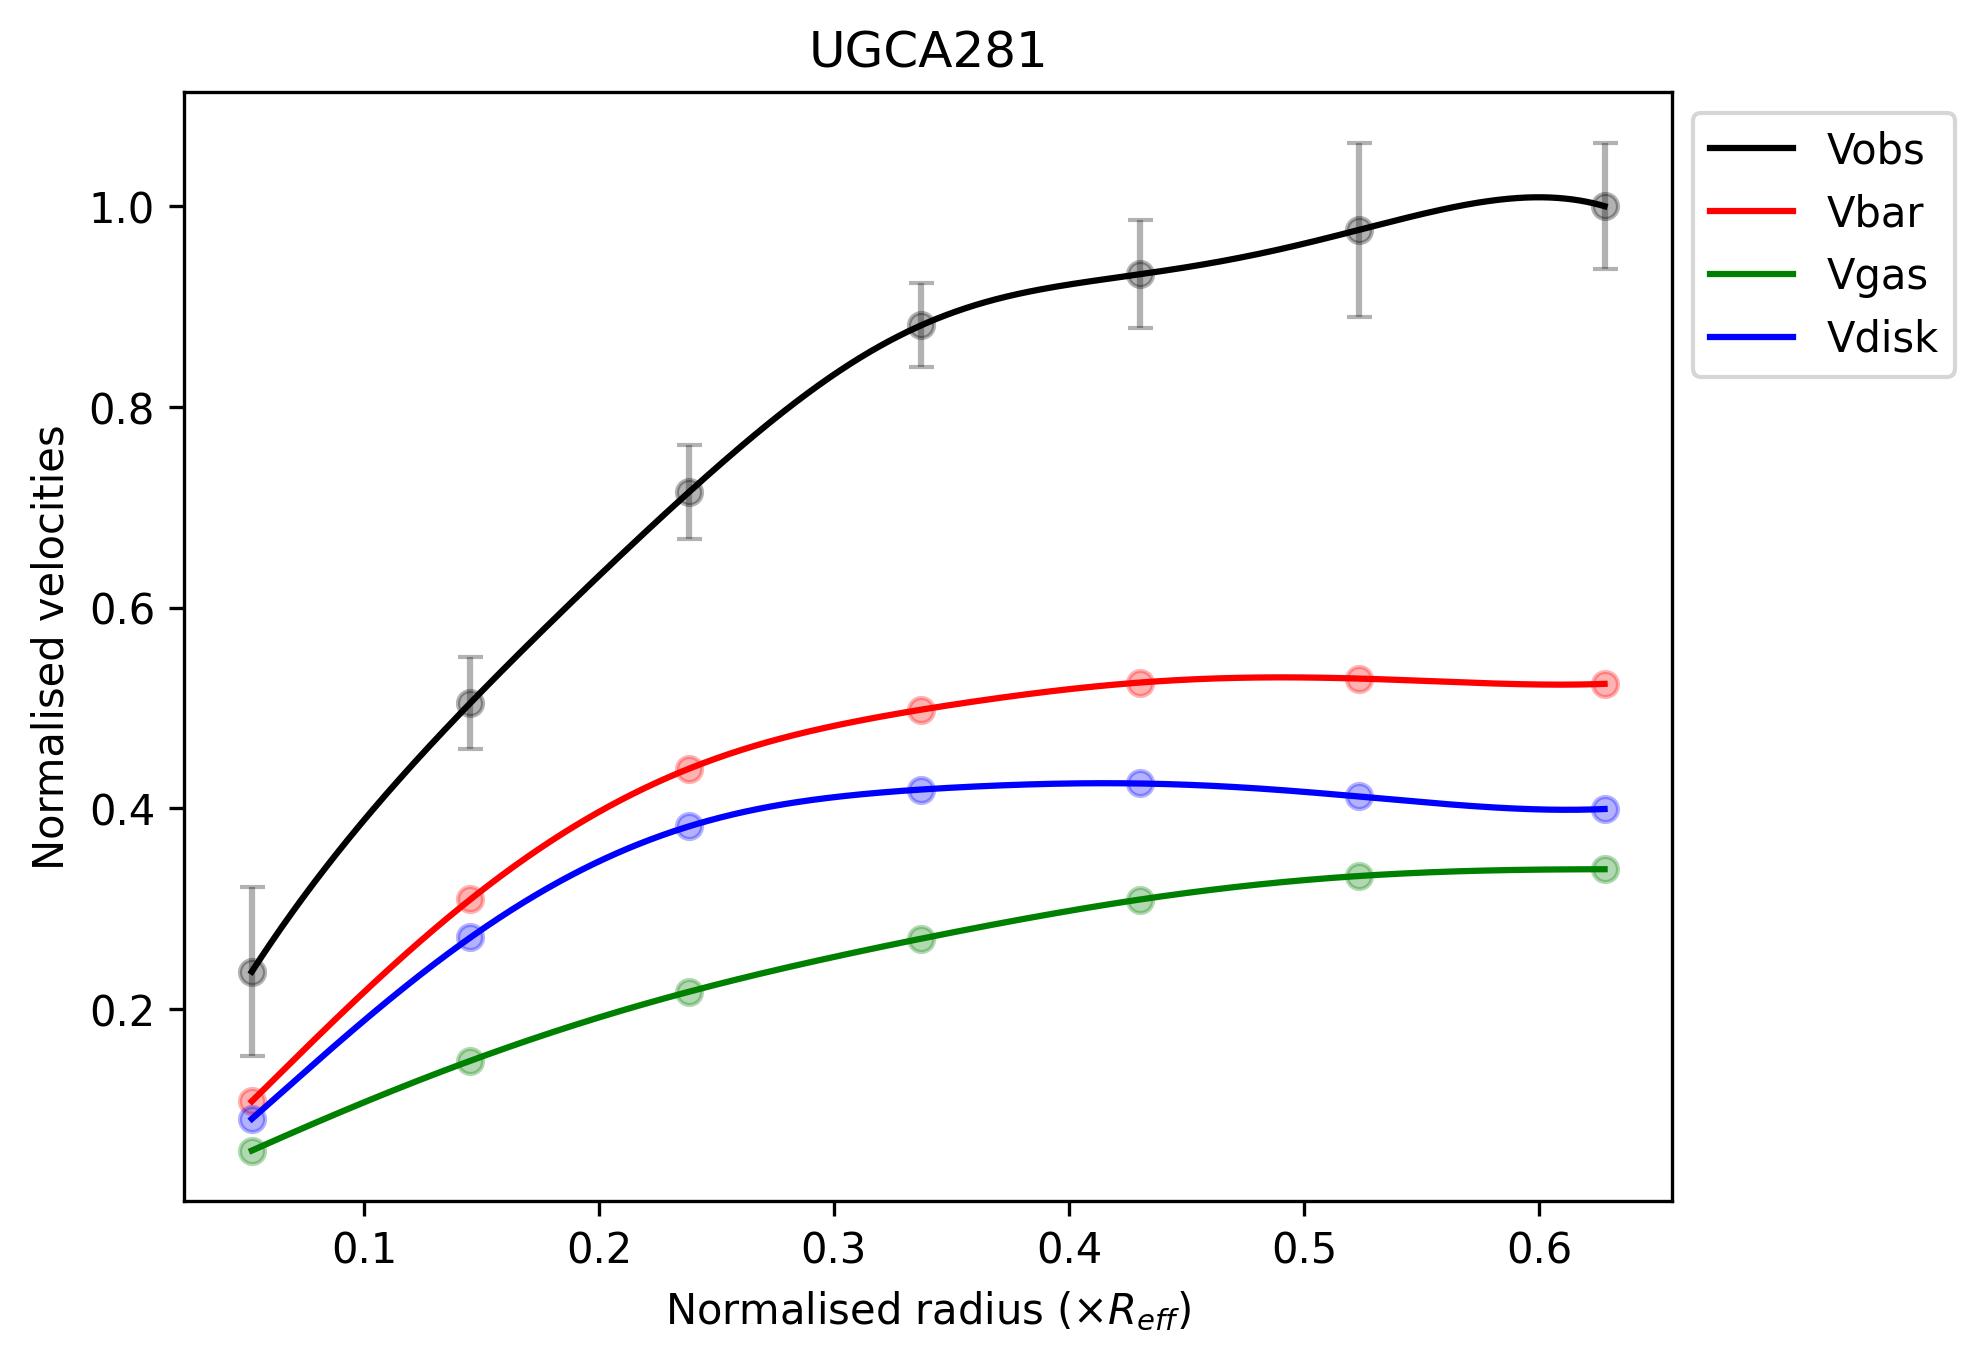 UGCA281
Vobs
Vbar
Vgas
Vdisk
Normalised velocities
1.0
0.8
0.6
0.4
0.2
0.1 0.2 0.3 0.4 0.5 0.6
Normalised radius (×R_eff)